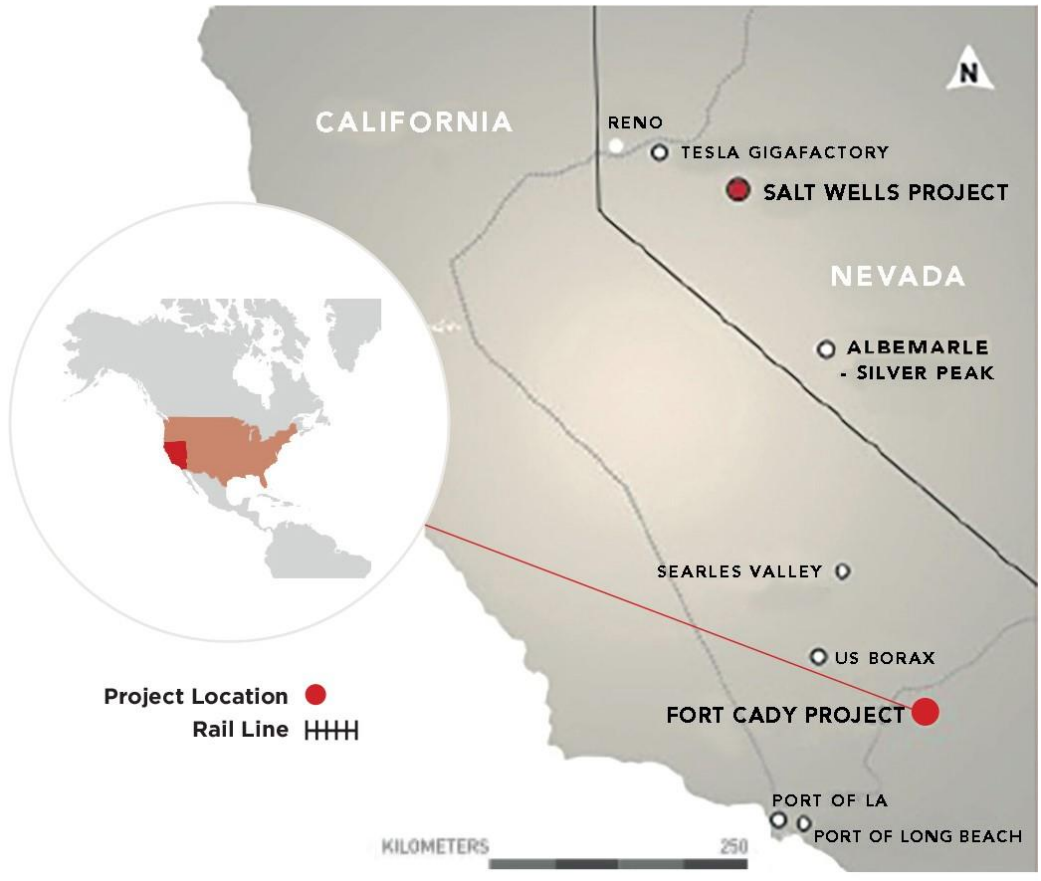 N
CALIFORNIA
RENO
TESLA GIGAFACTORY
SALT WELLS PROJECT
NEVADA
ALBEMARLE
- SILVER PEAK
SEARLES VALLEY
US BORAX
Project Location
Rail Line
FORT CADY PROJECT
PORT OF LA
PORT OF LONG BEACH
KILOMETERS
250